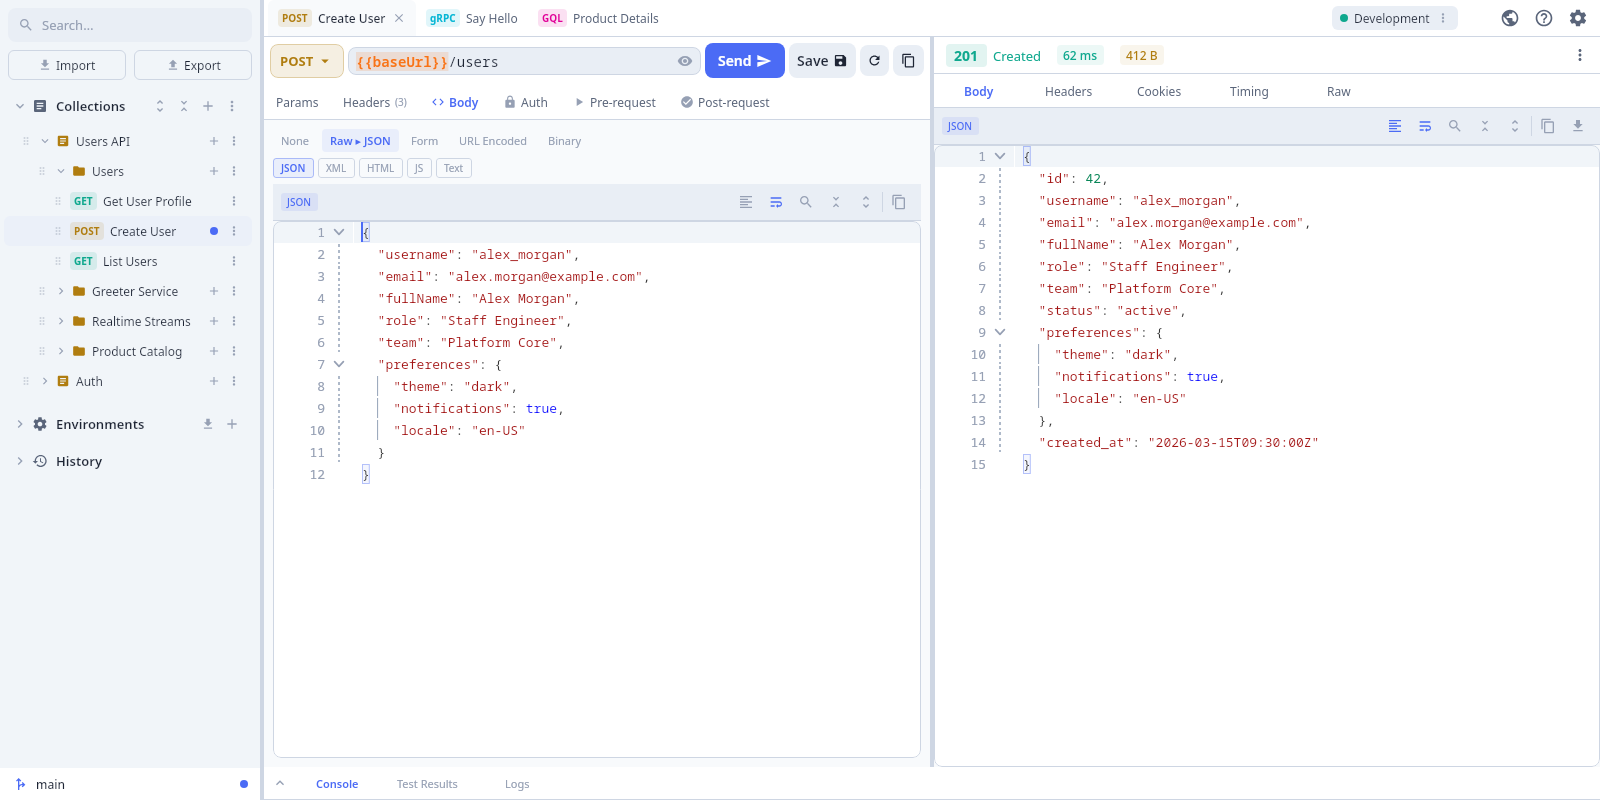 Search...
Import
Export
Collections
Users API
Users
GET Get User Profile
POST Create User
GET List Users
Greeter Service
Realtime Streams
Product Catalog
Auth
Environments
History
main
POST Create User
gRPC Say Hello
GQL Product Details
Development
POST
{{baseUrl}}/users
Send
Save
Params
Headers (3)
Body
Auth
Pre-request
Post-request
None
Raw ▸ JSON
Form
URL Encoded
Binary
JSON
XML
HTML
JS
Text
JSON
1 {
2 "username": "alex_morgan",
3 "email": "alex.morgan@example.com",
4 "fullName": "Alex Morgan",
5 "role": "Staff Engineer",
6 "team": "Platform Core",
7 "preferences": {
8 "theme": "dark",
9 "notifications": true,
10 "locale": "en-US"
11 }
12 }
201 Created
62 ms
412 B
Body
Headers
Cookies
Timing
Raw
JSON
1 {
2 "id": 42,
3 "username": "alex_morgan",
4 "email": "alex.morgan@example.com",
5 "fullName": "Alex Morgan",
6 "role": "Staff Engineer",
7 "team": "Platform Core",
8 "status": "active",
9 "preferences": {
10 "theme": "dark",
11 "notifications": true,
12 "locale": "en-US"
13 },
14 "created_at": "2026-03-15T09:30:00Z"
15 }
Console
Test Results
Logs